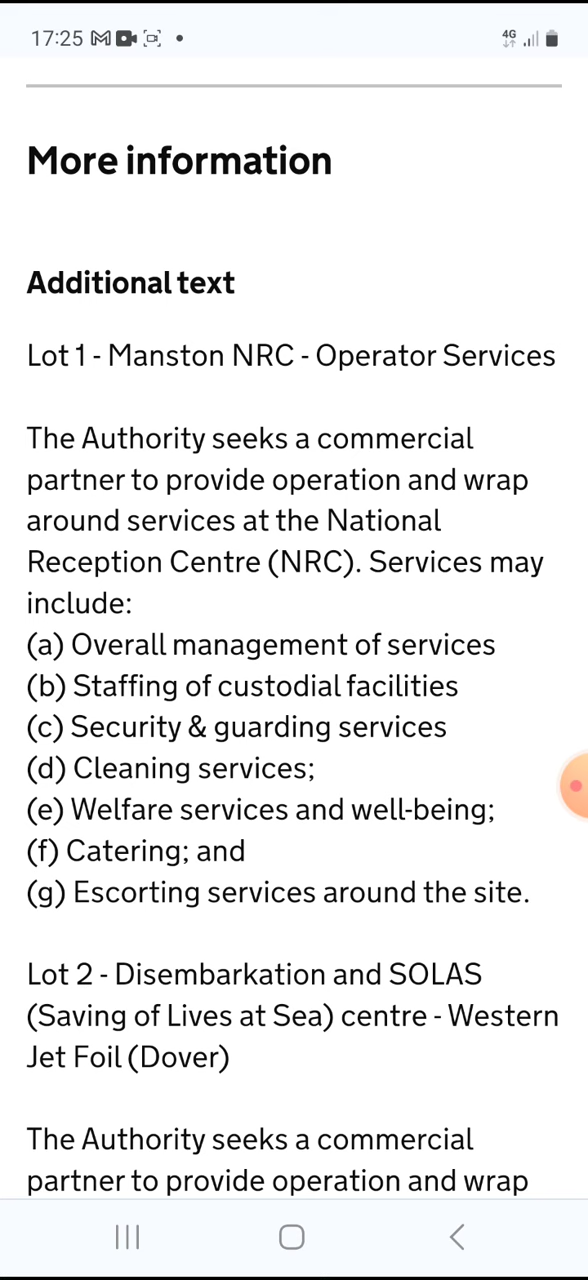 17:25
4G
More information
Additional text
Lot 1 - Manston NRC - Operator Services
The Authority seeks a commercial
partner to provide operation and wrap
around services at the National
Reception Centre (NRC). Services may
include:
(a) Overall management of services
(b) Staffing of custodial facilities
(c) Security & guarding services
(d) Cleaning services;
(e) Welfare services and well-being;
(f) Catering; and
(g) Escorting services around the site.
Lot 2 - Disembarkation and SOLAS
(Saving of Lives at Sea) centre - Western
Jet Foil (Dover)
The Authority seeks a commercial
partner to provide operation and wrap